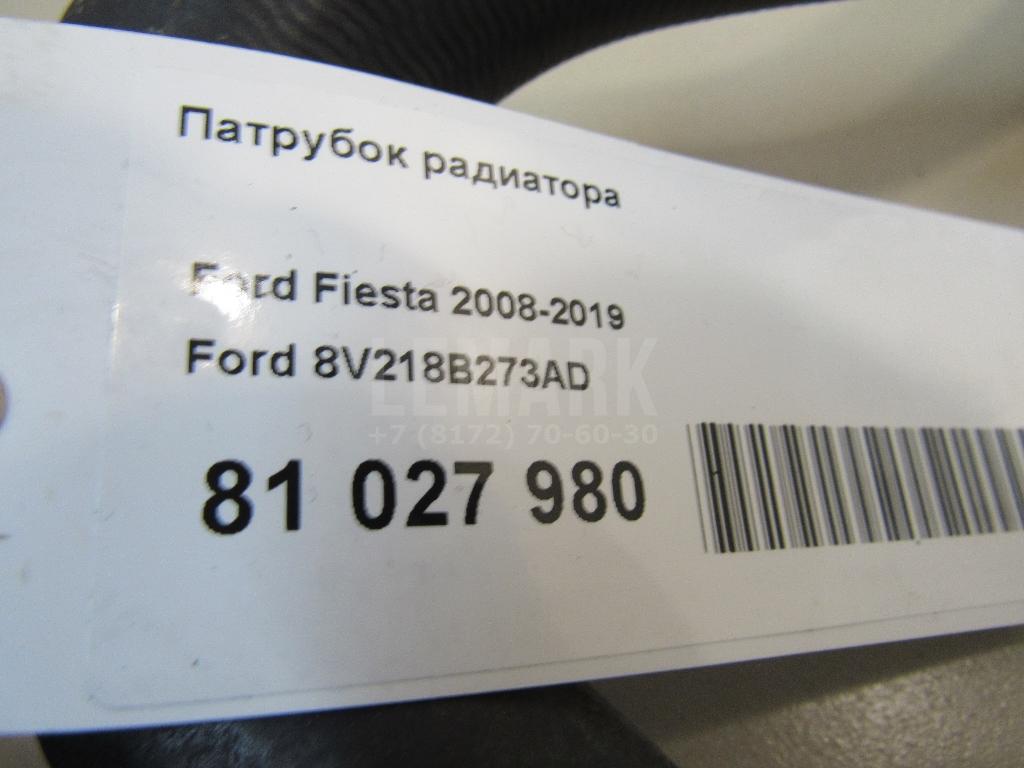 Патрубок радиатора
Ford Fiesta 2008-2019
Ford 8V218B273AD
LEMARK
+7 (8172) 70-60-30
81 027 980